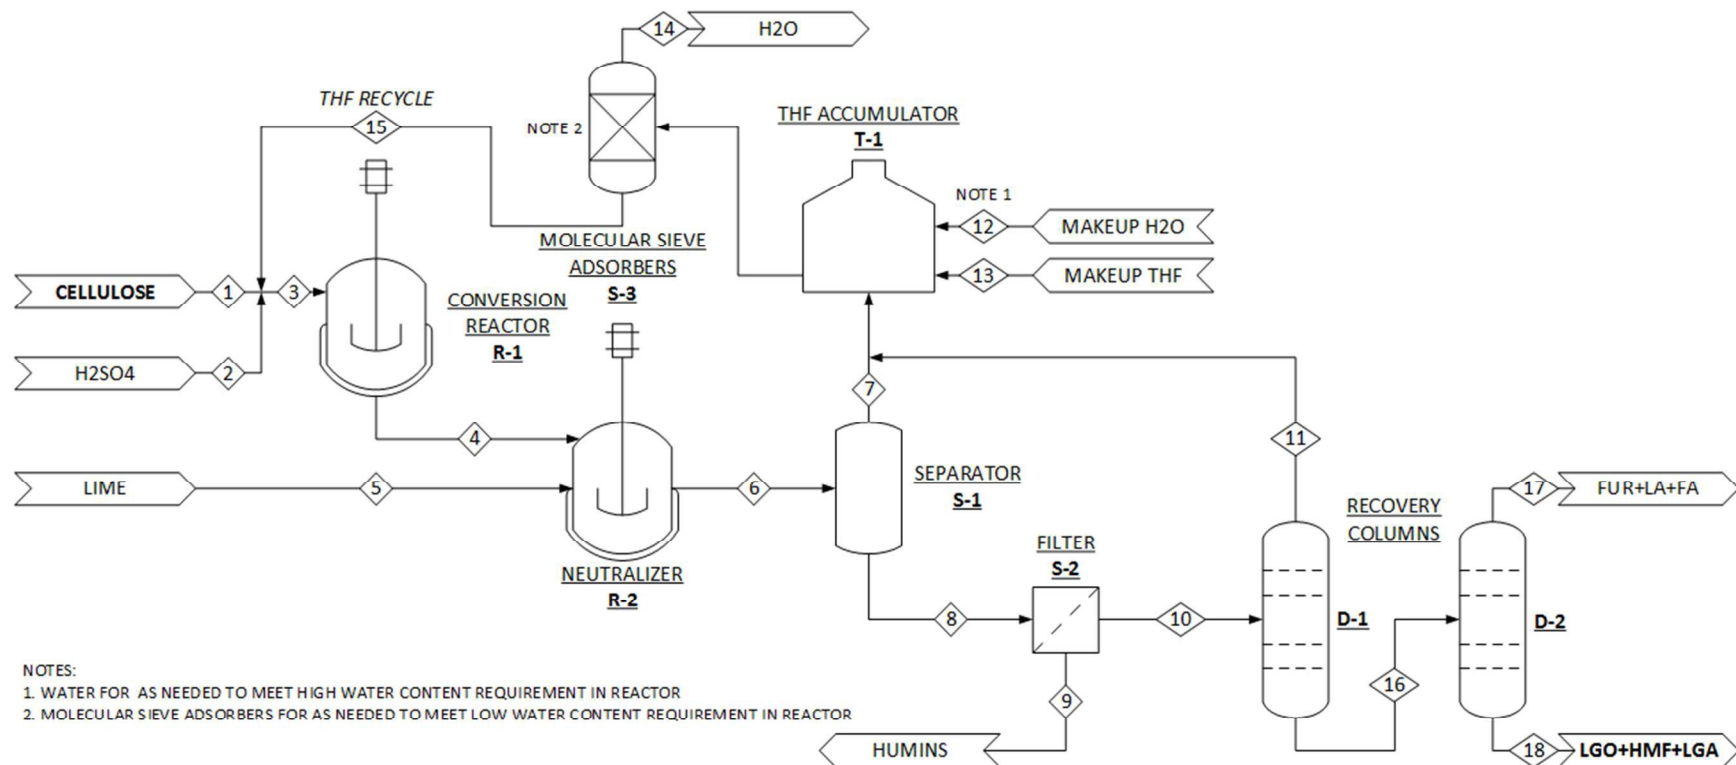 14
H2O
THF RECYCLE
15
NOTE 2
THF ACCUMULATOR
T-1
NOTE 1
12
MAKEUP H2O
13
MAKEUP THF
MOLECULAR SIEVE
ADSORBERS
S-3
CELLULOSE
1
3
CONVERSION
REACTOR
R-1
H2SO4
2
7
4
11
LIME
5
6
SEPARATOR
S-1
RECOVERY
COLUMNS
17
FUR+LA+FA
NEUTRALIZER
R-2
FILTER
S-2
8
10
D-1
D-2
16
9
HUMINS
18
LGO+HMF+LGA
NOTES:
1. WATER FOR AS NEEDED TO MEET HIGH WATER CONTENT REQUIREMENT IN REACTOR
2. MOLECULAR SIEVE ADSORBERS FOR AS NEEDED TO MEET LOW WATER CONTENT REQUIREMENT IN REACTOR